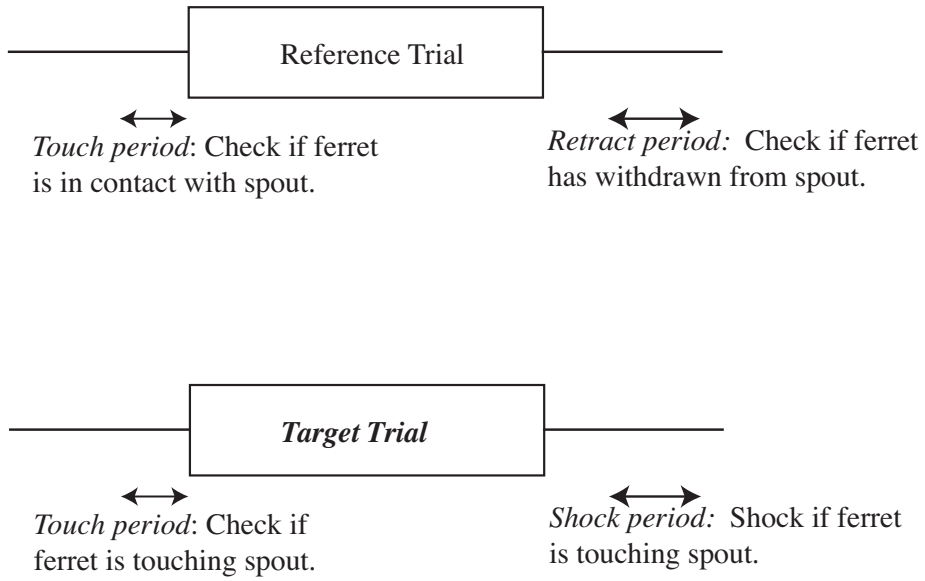 Reference Trial
Touch period: Check if ferret
is in contact with spout.
Retract period: Check if ferret
has withdrawn from spout.
Target Trial
Touch period: Check if
ferret is touching spout.
Shock period: Shock if ferret
is touching spout.